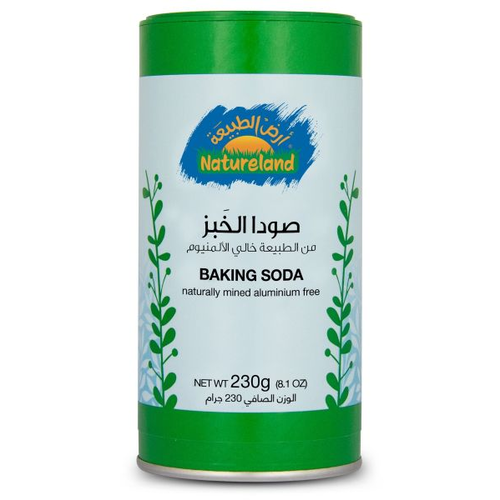 أرض الطبيعة
Natureland
صودا الخَبز
من الطبيعة خالي الألمنيوم
BAKING SODA
naturally mined aluminium free
NET WT 230g (8.1 OZ)
الوزن الصافي 230 جرام